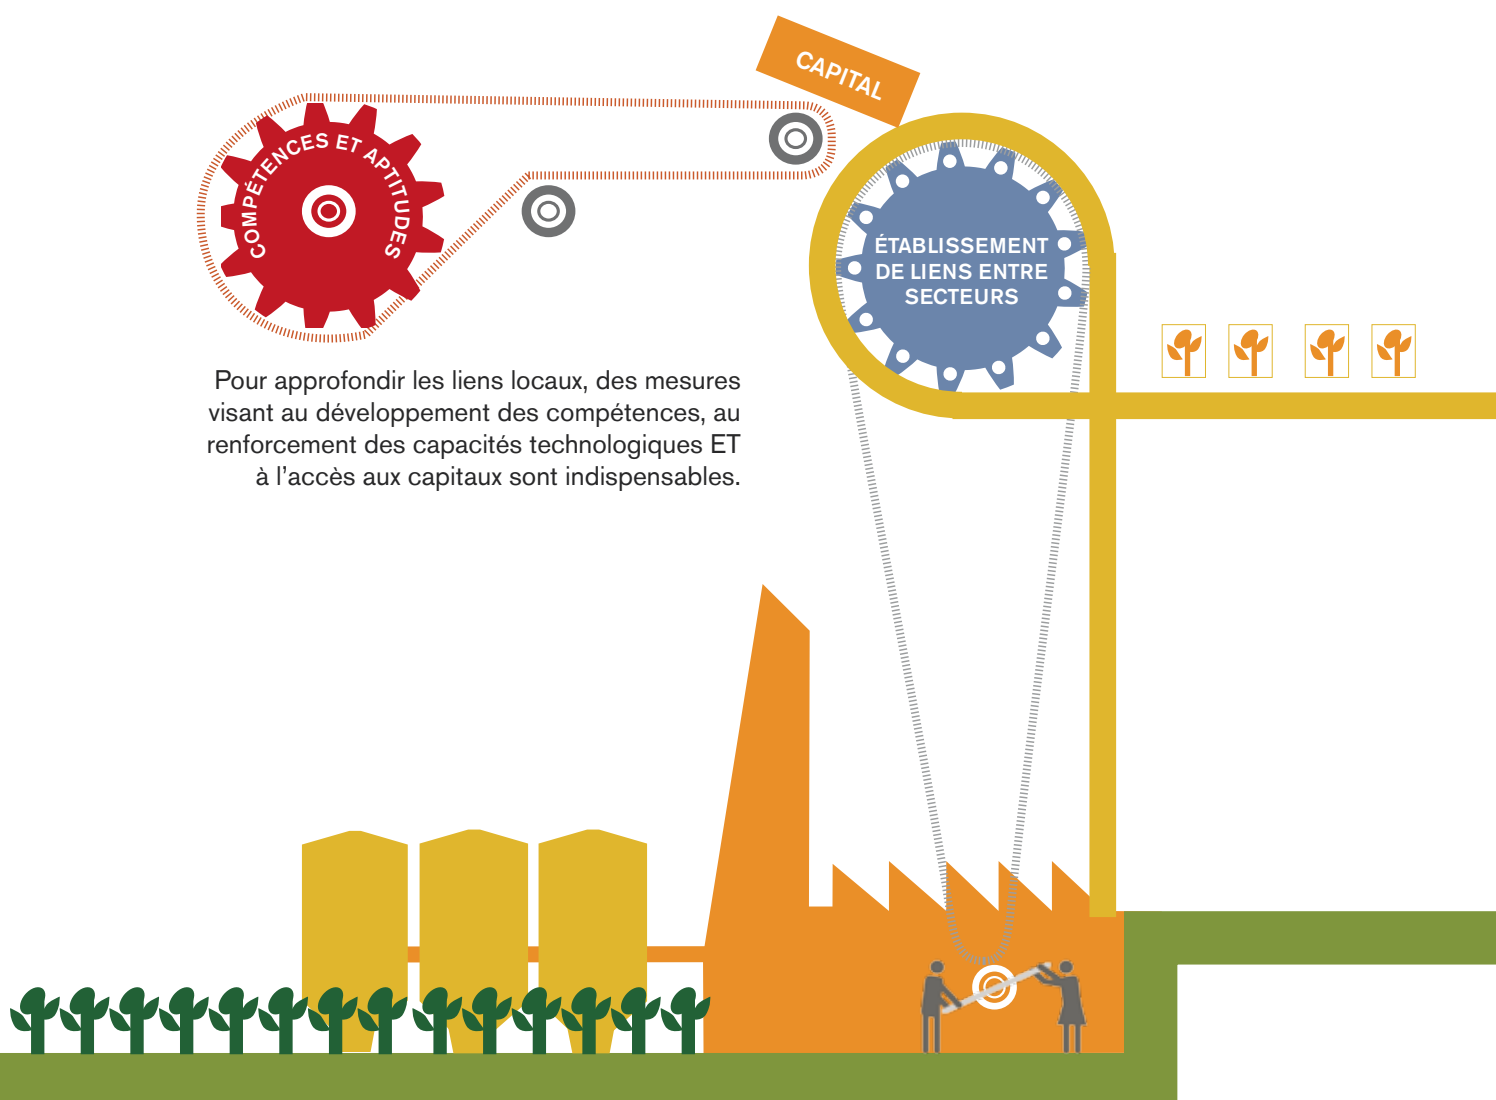 CAPITAL
COMPÉTENCES ET APTITUDES
ÉTABLISSEMENT
DE LIENS ENTRE
SECTEURS
Pour approfondir les liens locaux, des mesures
visant au développement des compétences, au
renforcement des capacités technologiques ET
à l’accès aux capitaux sont indispensables.